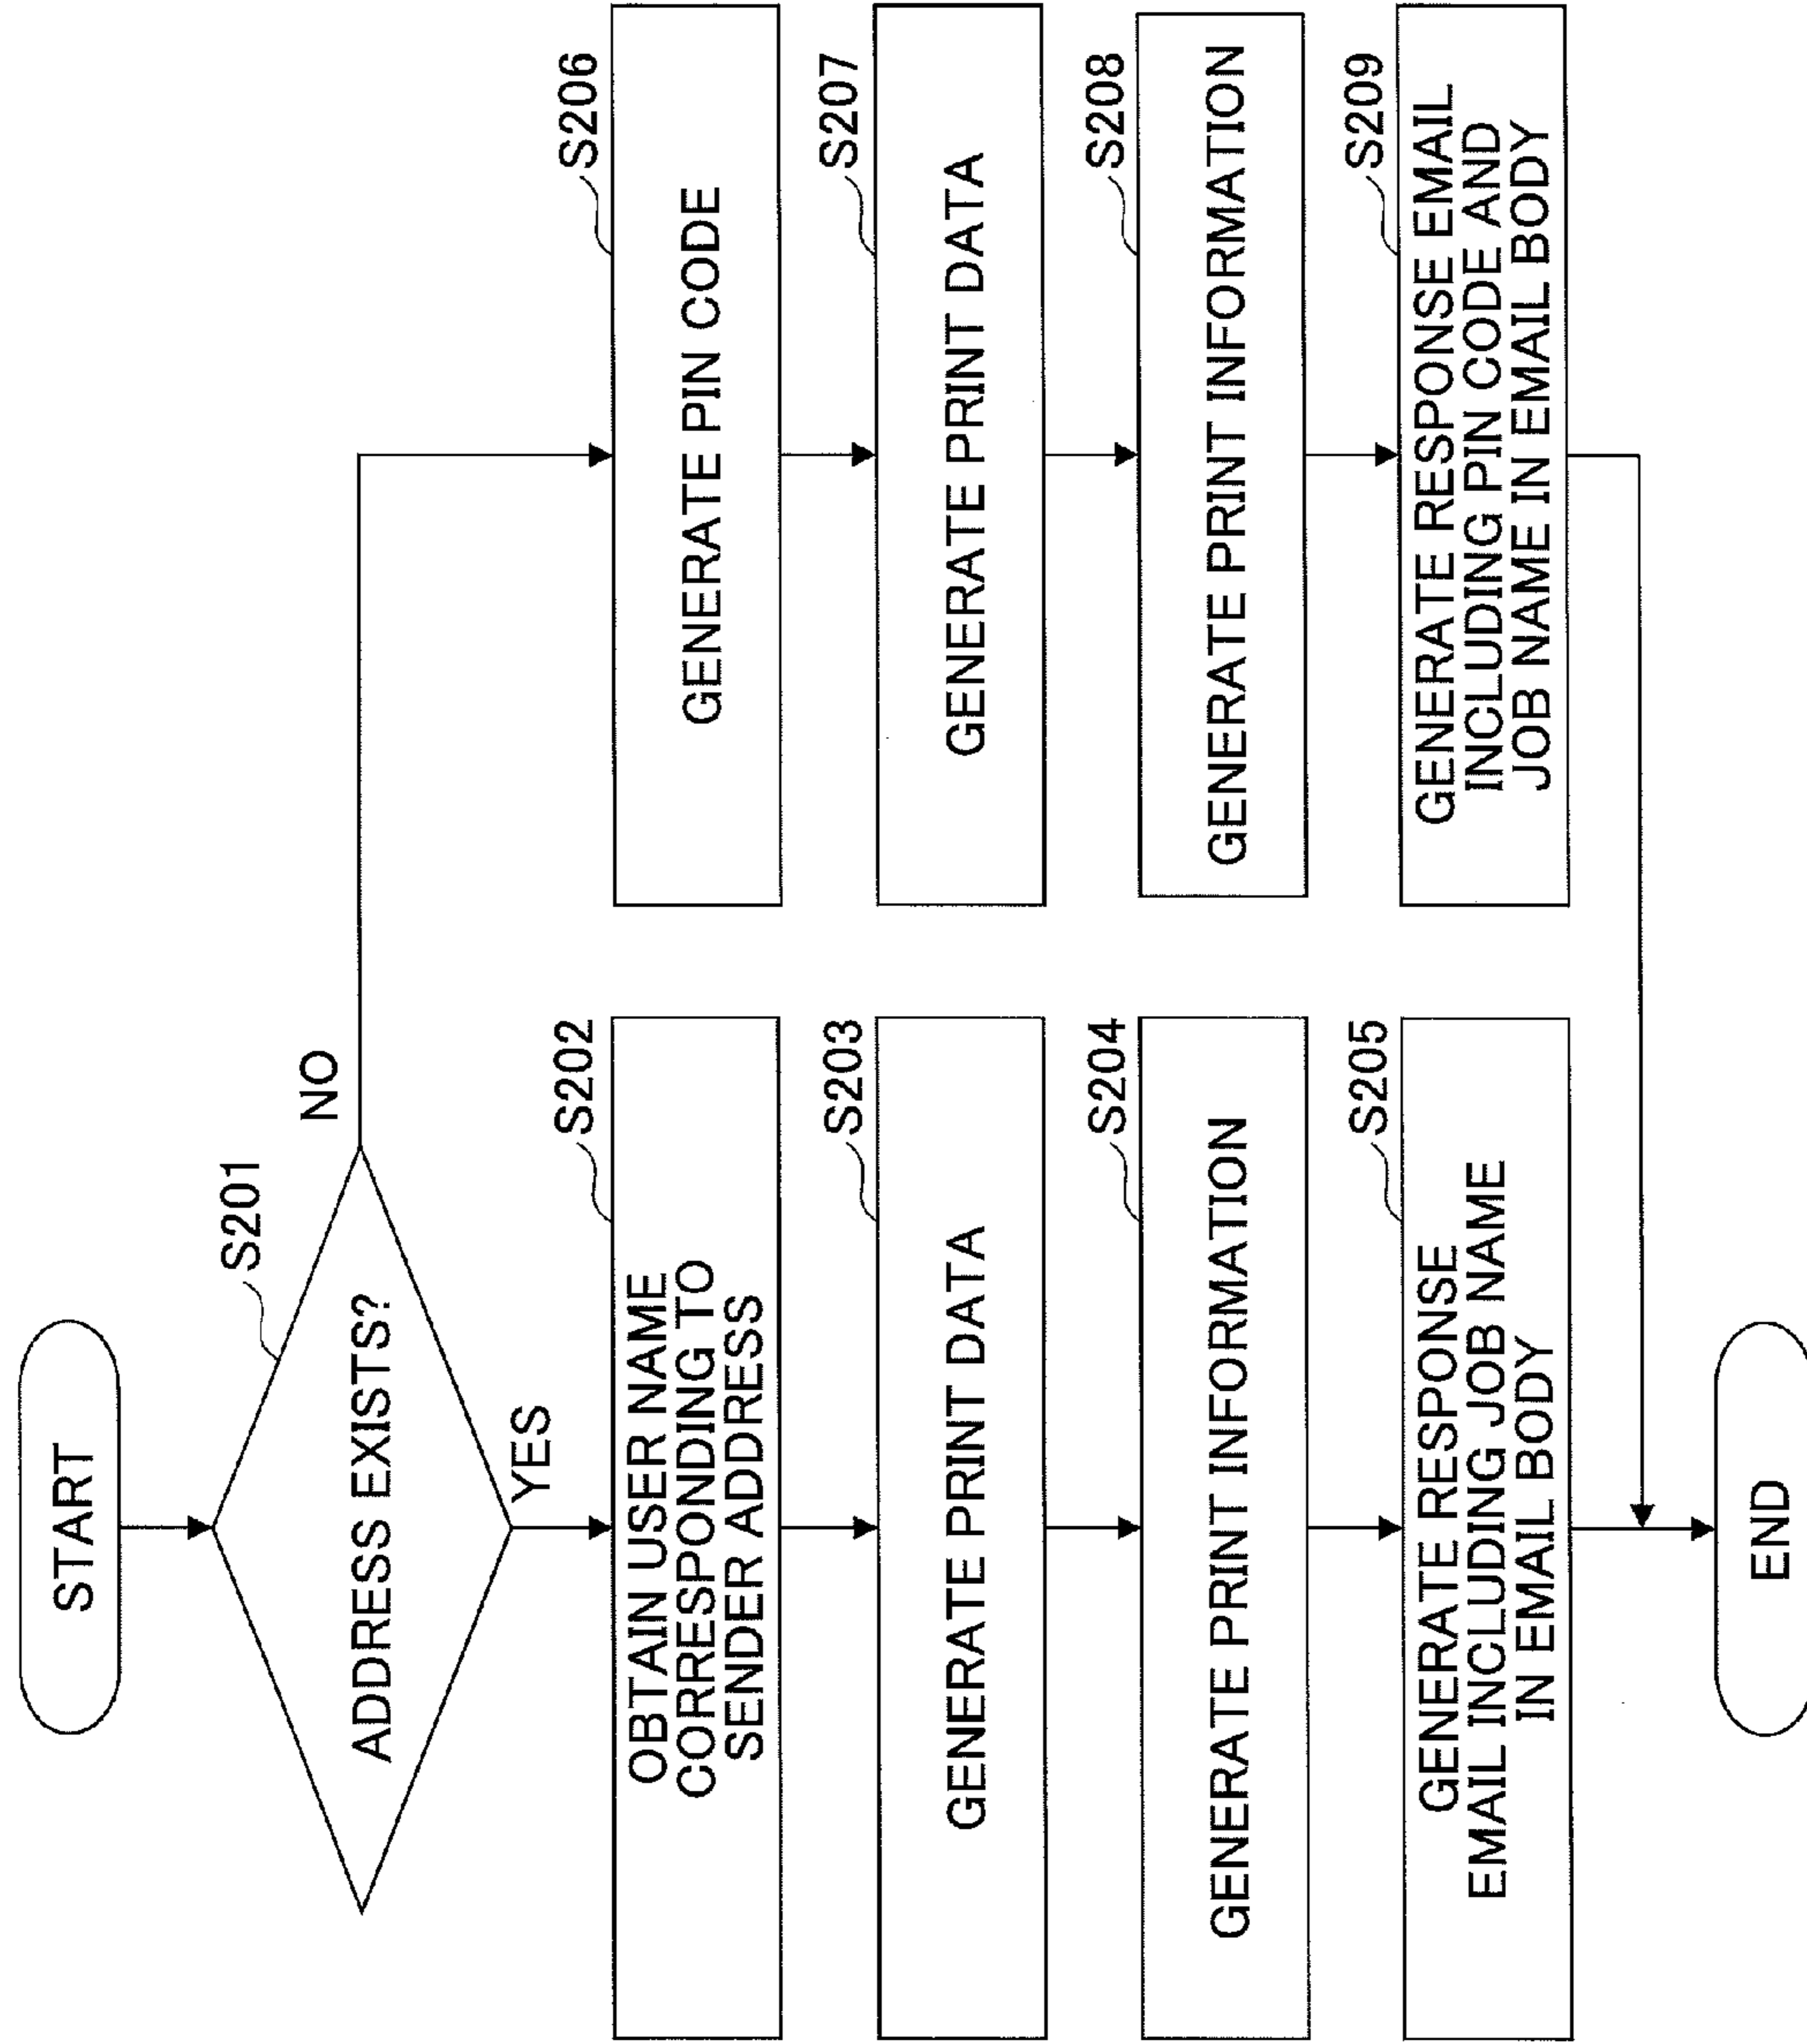 START
S201
ADDRESS EXISTS?
NO
YES
S202
OBTAIN USER NAME
CORRESPONDING TO
SENDER ADDRESS
S203
GENERATE PRINT DATA
S204
GENERATE PRINT INFORMATION
S205
GENERATE RESPONSE
EMAIL INCLUDING JOB NAME
IN EMAIL BODY
S206
GENERATE PIN CODE
S207
GENERATE PRINT DATA
S208
GENERATE PRINT INFORMATION
S209
GENERATE RESPONSE EMAIL
INCLUDING PIN CODE AND
JOB NAME IN EMAIL BODY
END